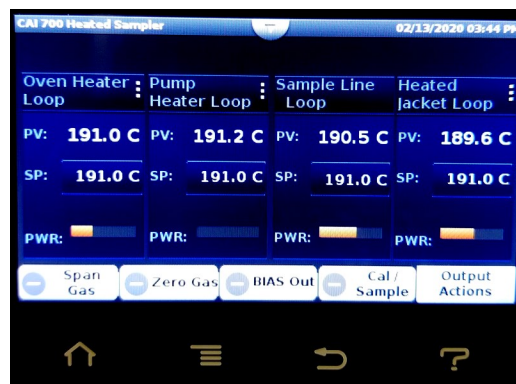 CAI 700 Heated Sampler 02/13/2020 03:44 PM
Oven Heater Loop
Pump Heater Loop
Sample Line Loop
Heated Jacket Loop
PV: 191.0 C PV: 191.2 C PV: 190.5 C PV: 189.6 C
SP: 191.0 C SP: 191.0 C SP: 191.0 C SP: 191.0 C
PWR: PWR: PWR: PWR:
Span Gas
Zero Gas
BIAS Out
Cal / Sample
Output Actions
?